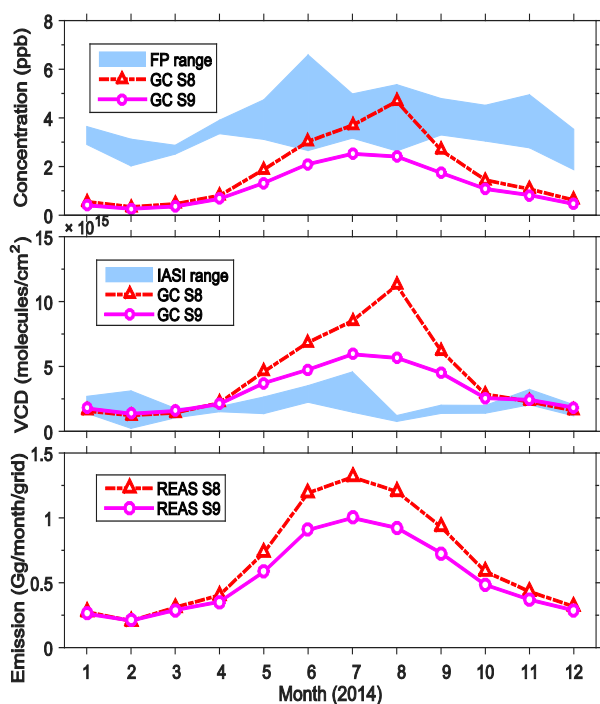 Concentration (ppb)
8
6
4
2
0
FP range
GC S8
GC S9
× 10¹⁵
VCD (molecules/cm²)
15
10
5
0
IASI range
GC S8
GC S9
Emission (Gg/month/grid)
1.5
1
0.5
0
REAS S8
REAS S9
1 2 3 4 5 6 7 8 9 10 11 12
Month (2014)